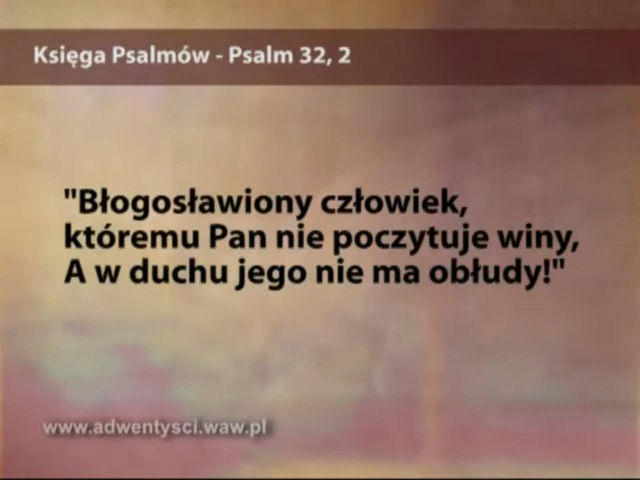 Księga Psalmów - Psalm 32, 2
"Błogosławiony człowiek,
któremu Pan nie poczytuje winy,
A w duchu jego nie ma obłudy!"
www.adwentysci.waw.pl